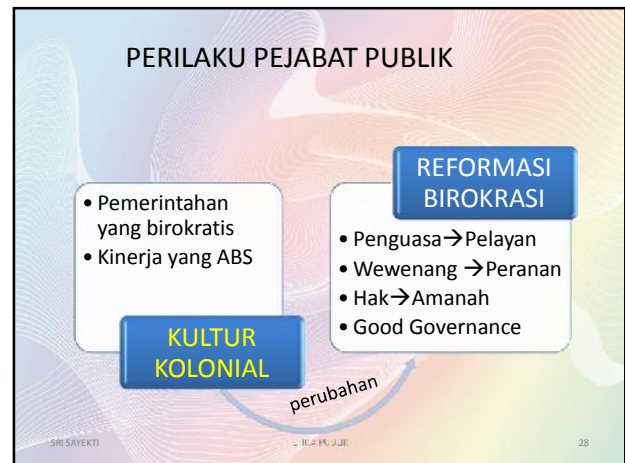 PERILAKU PEJABAT PUBLIK
• Pemerintahan
yang birokratis
• Kinerja yang ABS
KULTUR
KOLONIAL
REFORMASI
BIROKRASI
• Penguasa→Pelayan
• Wewenang →Peranan
• Hak→Amanah
• Good Governance
perubahan
SRI SAYEKTI
28